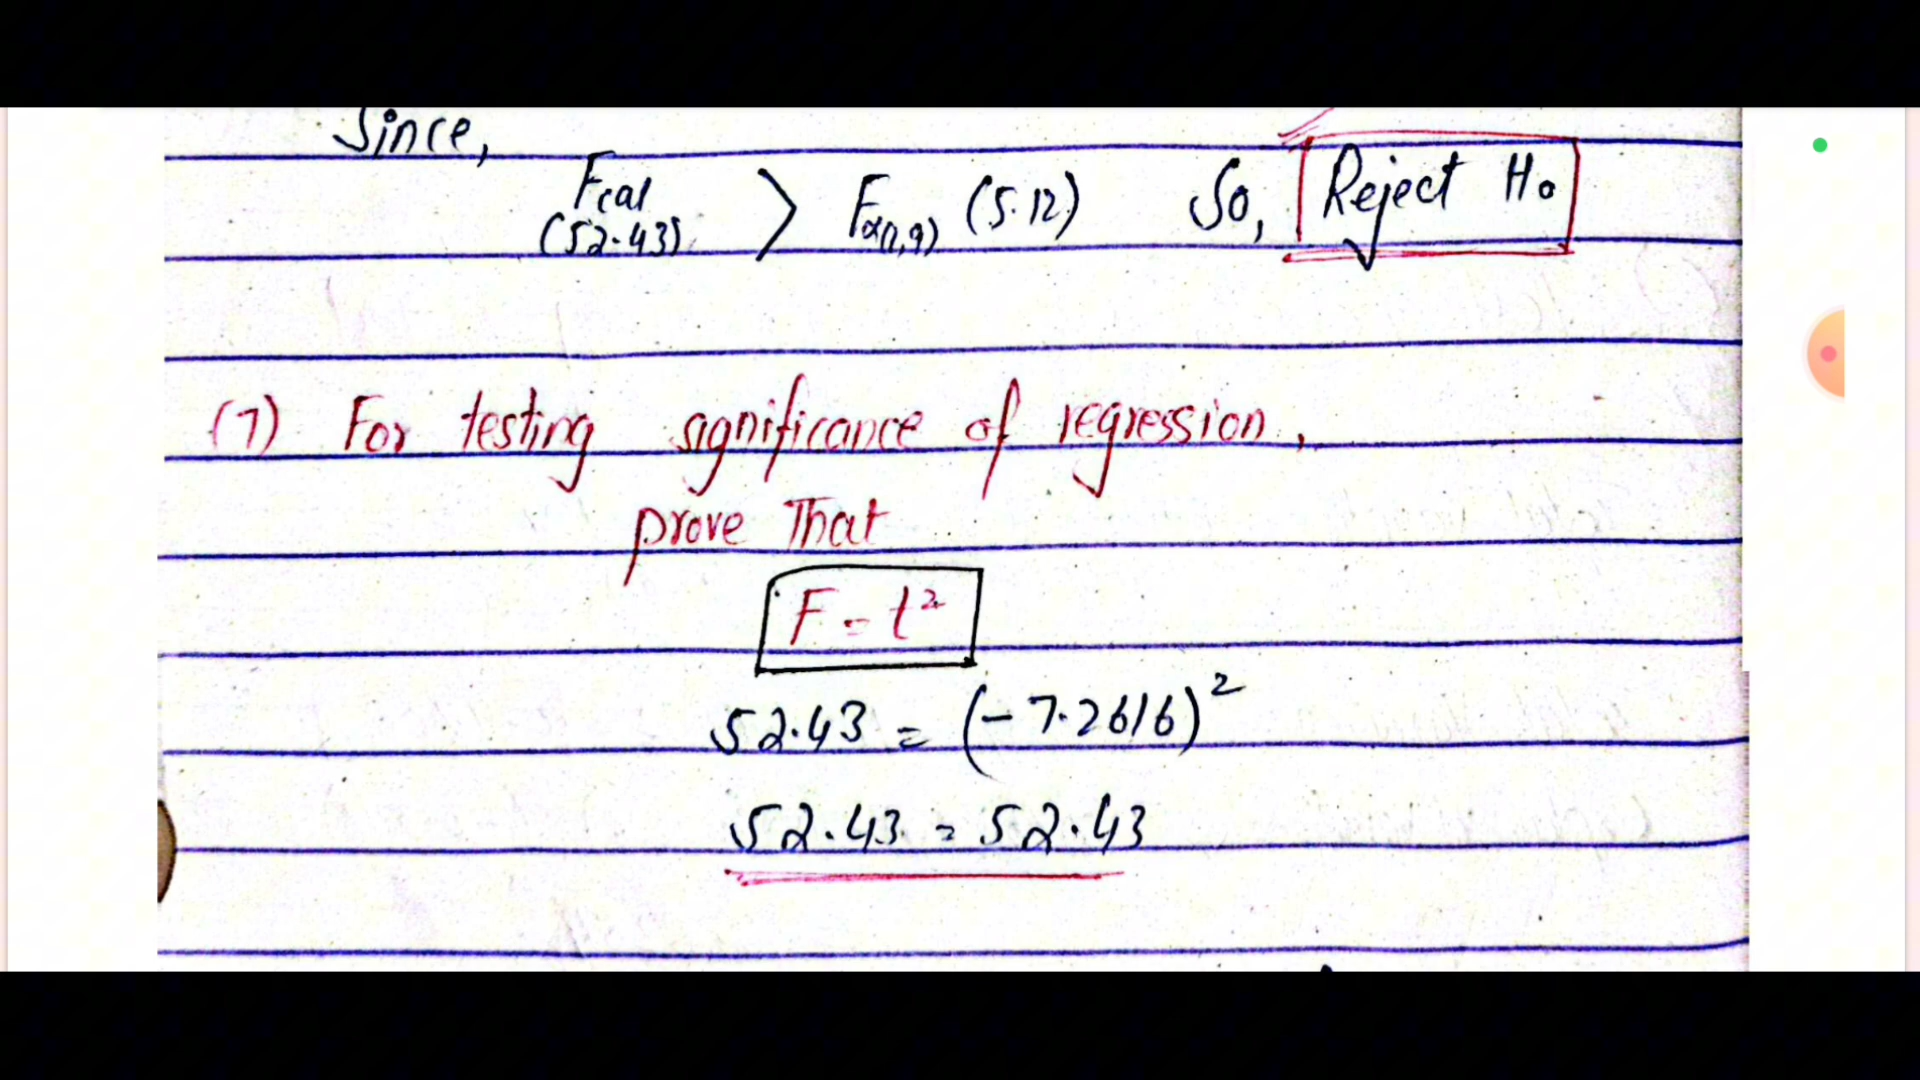 Since,
Fcal > Fα(1,9) (5.12) So, Reject H₀
(52.43)
(7) For testing significance of regression,
prove That
F = t²
52.43 = (-7.2616)²
52.43 = 52.43